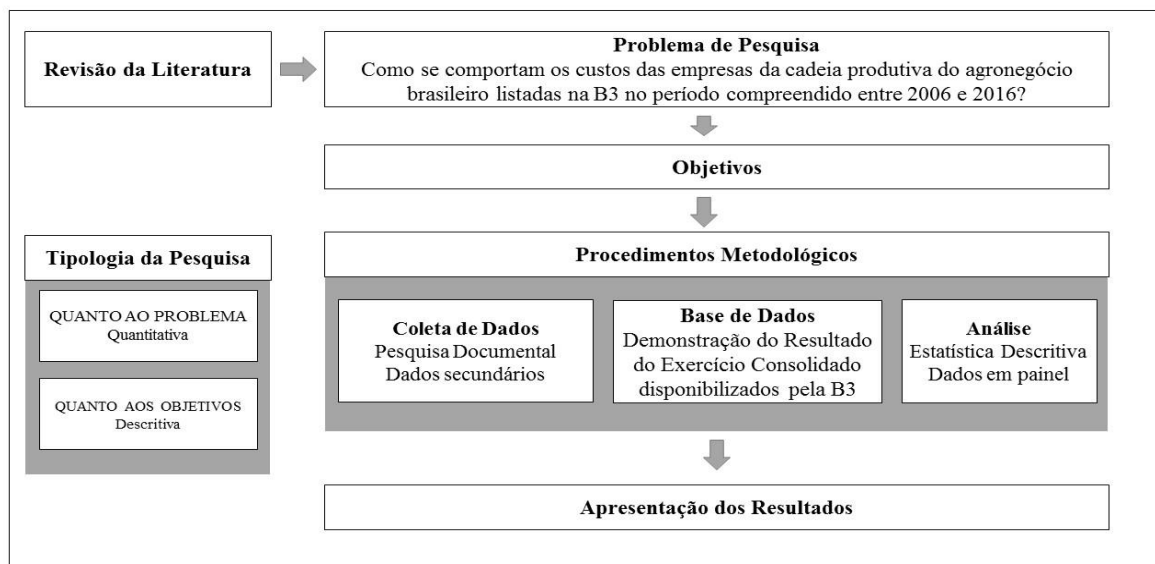 Revisão da Literatura
Problema de Pesquisa
Como se comportam os custos das empresas da cadeia produtiva do agronegócio
brasileiro listadas na B3 no período compreendido entre 2006 e 2016?
Objetivos
Tipologia da Pesquisa
QUANTO AO PROBLEMA
Quantitativa
QUANTO AOS OBJETIVOS
Descritiva
Procedimentos Metodológicos
Coleta de Dados
Pesquisa Documental
Dados secundários
Base de Dados
Demonstração do Resultado
do Exercício Consolidado
disponibilizados pela B3
Análise
Estatística Descritiva
Dados em painel
Apresentação dos Resultados